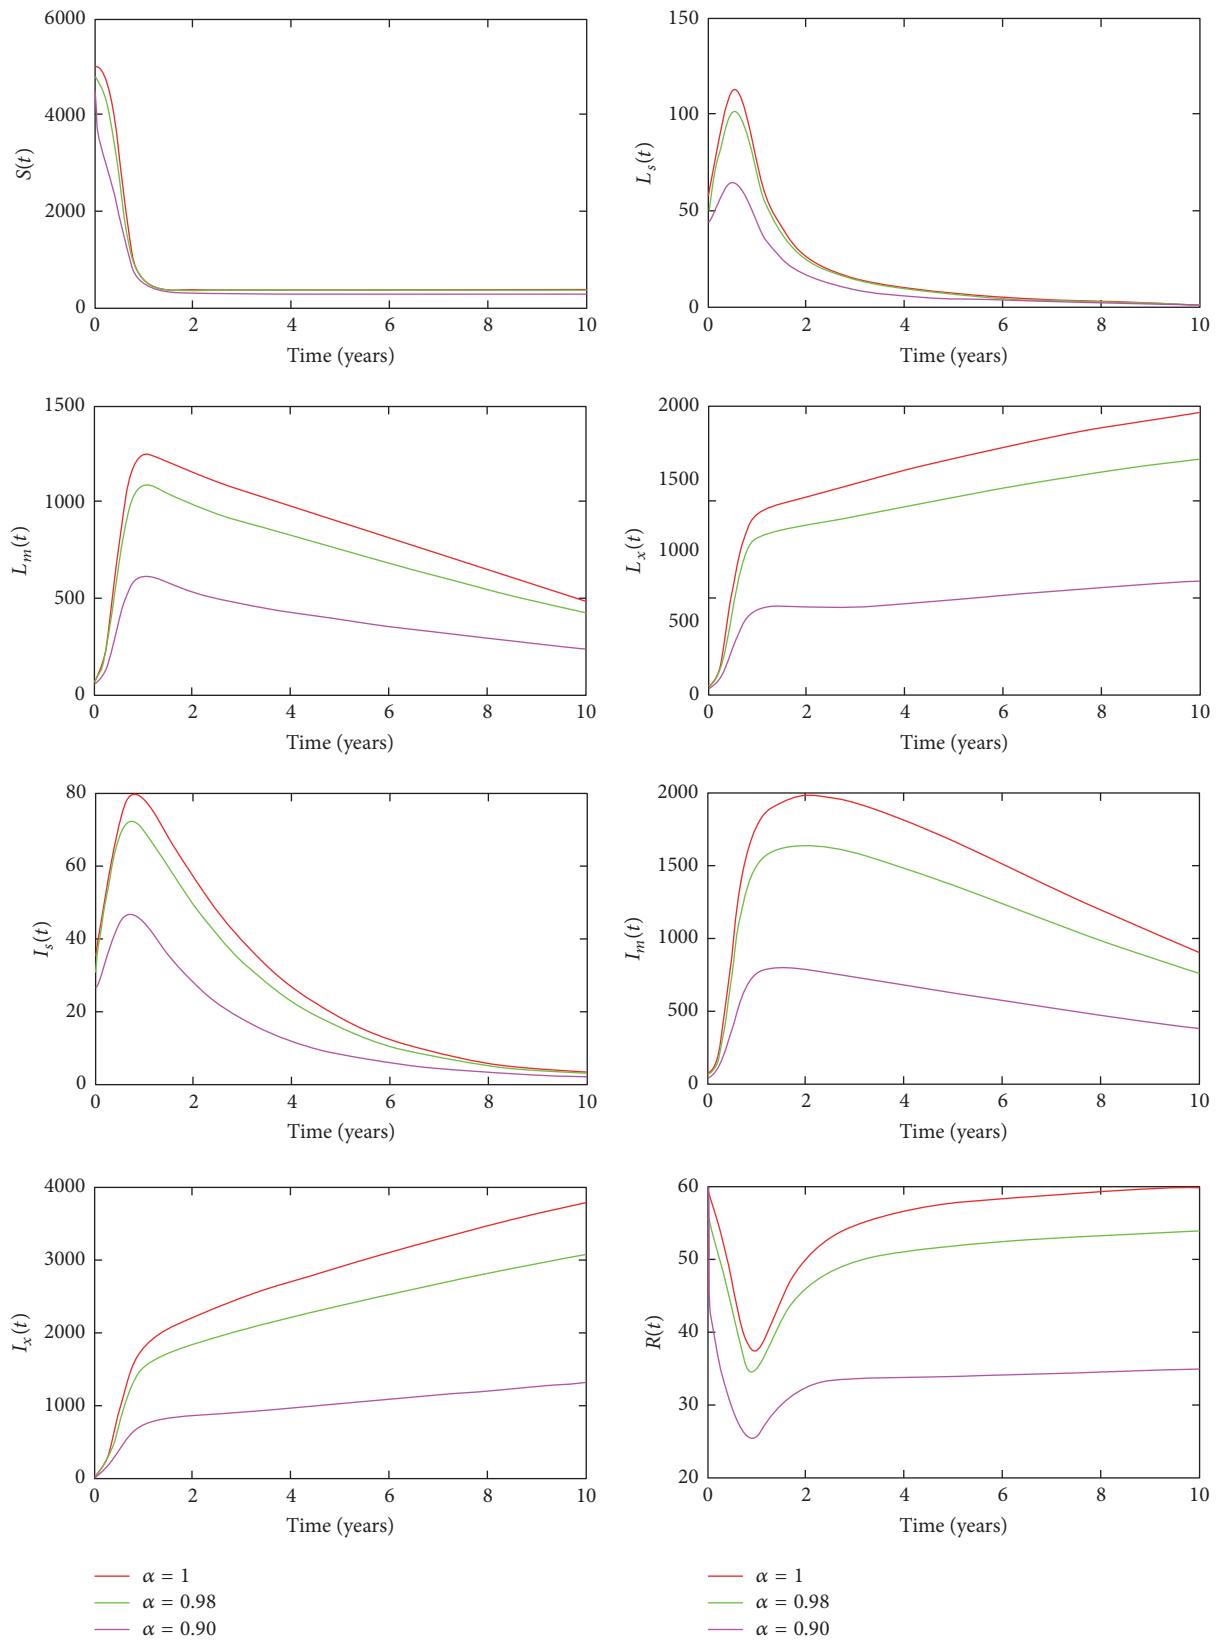 6000
4000
2000
0
S(t)
0 2 4 6 8 10
Time (years)
150
100
50
0
L_s(t)
0 2 4 6 8 10
Time (years)
1500
1000
500
0
L_m(t)
0 2 4 6 8 10
Time (years)
2000
1500
1000
500
0
L_x(t)
0 2 4 6 8 10
Time (years)
80
60
40
20
0
I_s(t)
0 2 4 6 8 10
Time (years)
2000
1500
1000
500
0
I_m(t)
0 2 4 6 8 10
Time (years)
4000
3000
2000
1000
0
I_x(t)
0 2 4 6 8 10
Time (years)
60
50
40
30
20
R(t)
0 2 4 6 8 10
Time (years)
α = 1
α = 0.98
α = 0.90
α = 1
α = 0.98
α = 0.90